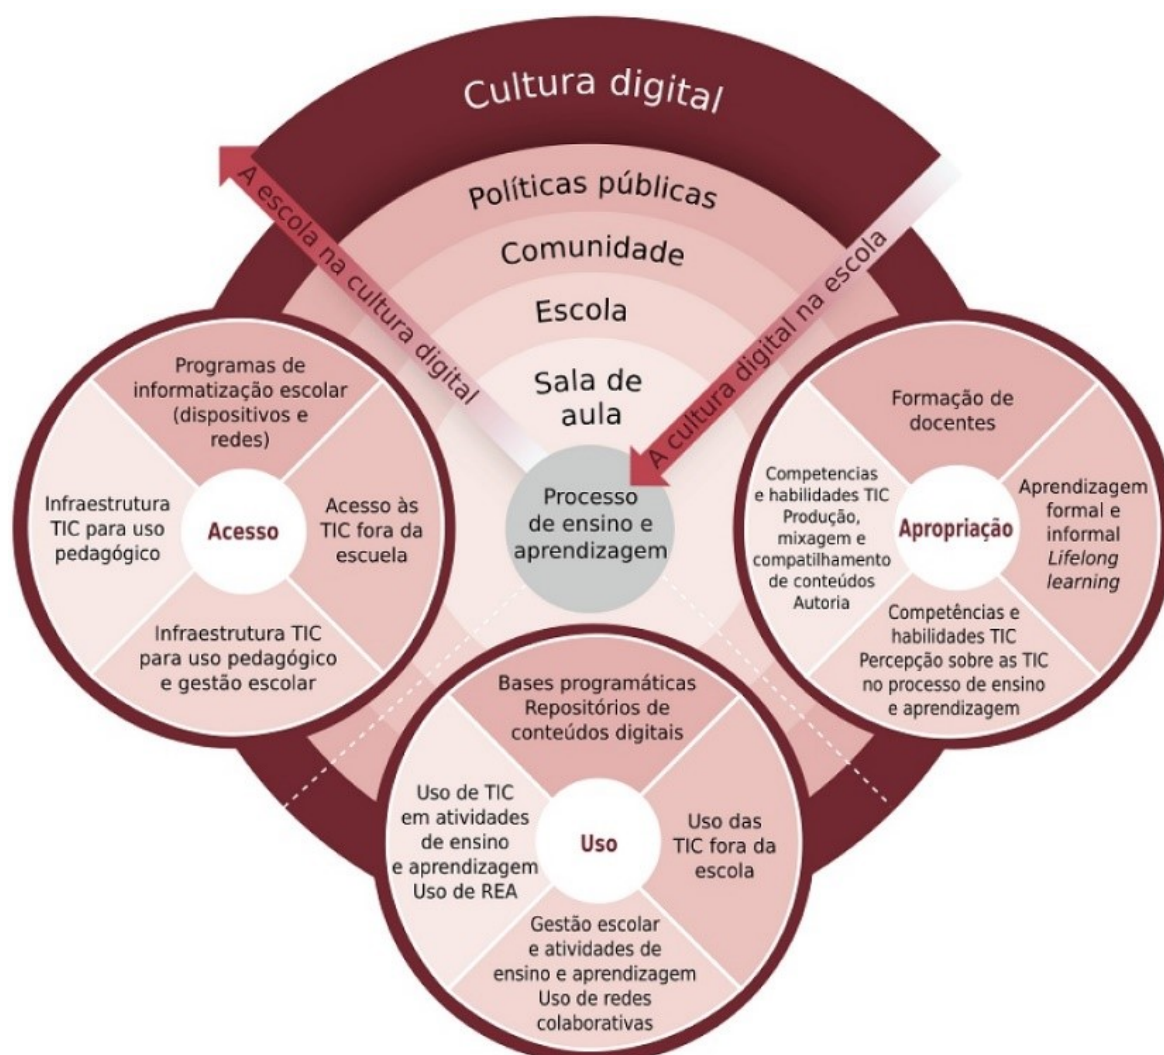 Cultura digital
Políticas públicas
Comunidade
Escola
Sala de
aula
Processo
de ensino e
aprendizagem
A escola na cultura digital
A cultura digital na escola
Programas de
informatização escolar
(dispositivos e
redes)
Infraestrutura
TIC para uso
pedagógico
Acesso
Acesso às
TIC fora da
escuela
Infraestrutura TIC
para uso pedagógico
e gestão escolar
Formação de
docentes
Competencias
e habilidades TIC
Produção,
mixagem e
compatilhamento
de conteúdos
Autoria
Apropriação
Aprendizagem
formal e
informal
Lifelong
learning
Competências e
habilidades TIC
Percepção sobre as TIC
no processo de ensino
e aprendizagem
Bases programáticas
Repositórios de
conteúdos digitais
Uso de TIC
em atividades
de ensino
e aprendizagem
Uso de REA
Uso
Uso das
TIC fora da
escola
Gestão escolar
e atividades de
ensino e aprendizagem
Uso de redes
colaborativas